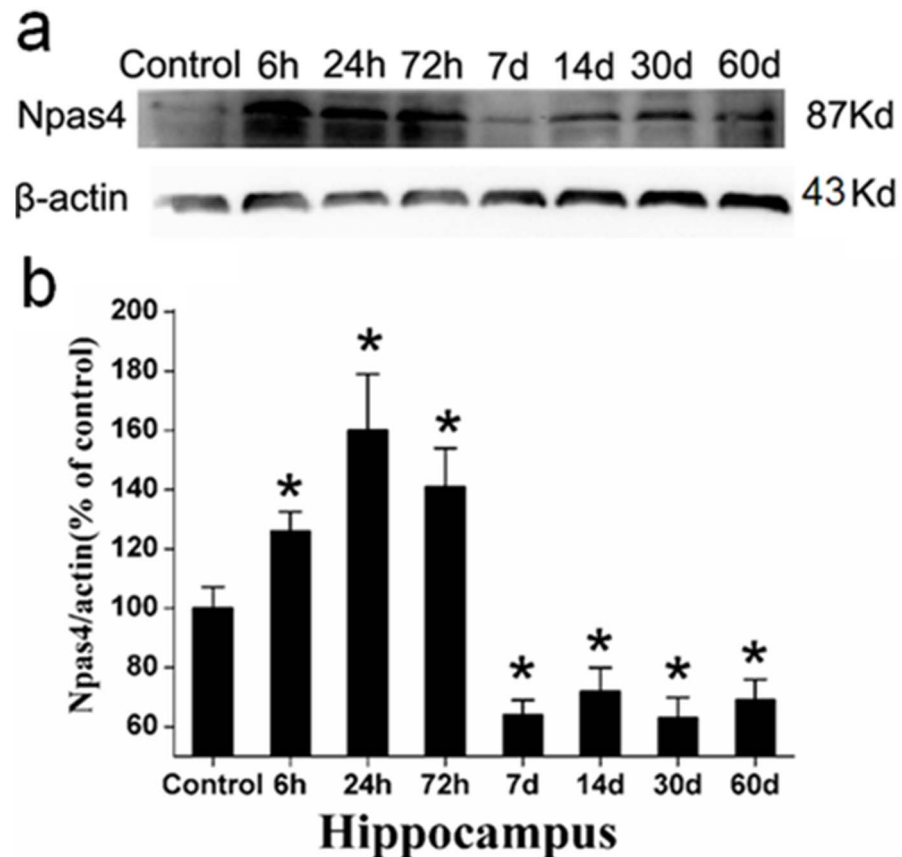 a
Control 6h 24h 72h 7d 14d 30d 60d
Npas4 87Kd
β-actin 43Kd
b
Npas4/actin(% of control)
200
180
160
140
120
100
80
60
* * * * * * *
Control 6h 24h 72h 7d 14d 30d 60d
Hippocampus